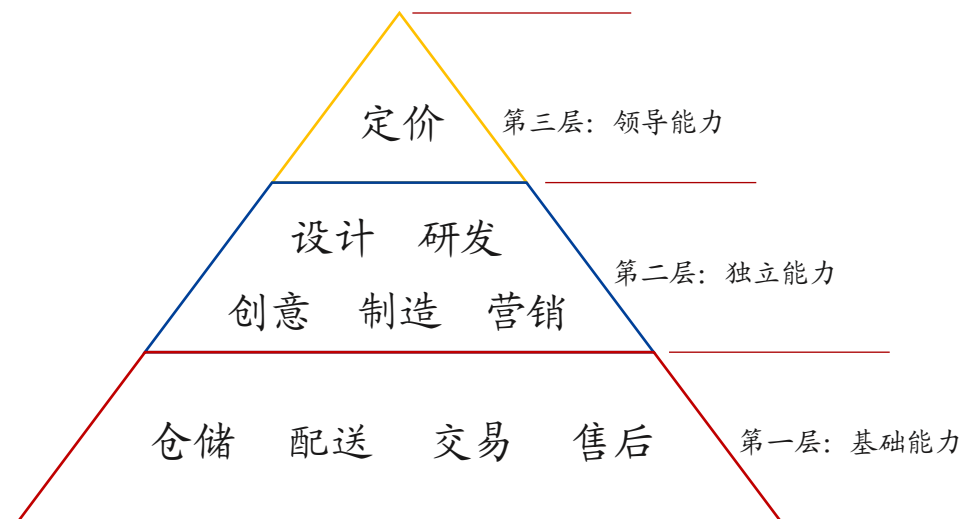 定价 第三层：领导能力
设计 研发
第二层：独立能力
创意 制造 营销
仓储 配送 交易 售后 第一层：基础能力